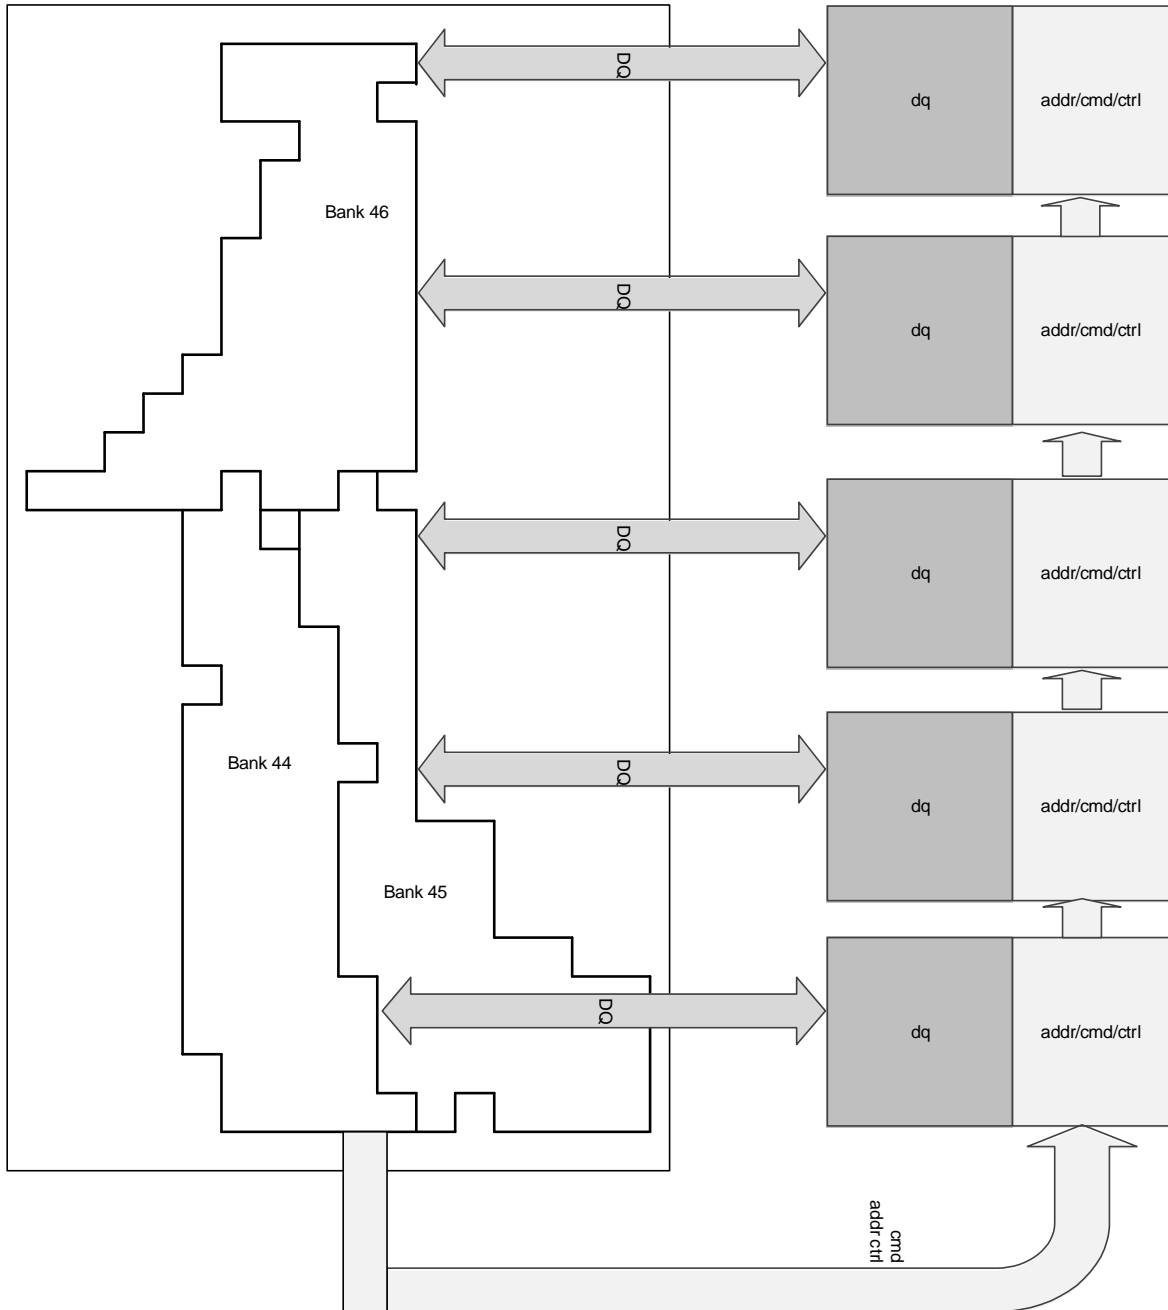 DQ
dq
addr/cmd/ctrl
Bank 46
DQ
dq
addr/cmd/ctrl
DQ
dq
addr/cmd/ctrl
Bank 44
DQ
dq
addr/cmd/ctrl
Bank 45
DQ
dq
addr/cmd/ctrl
cmd
addr ctrl